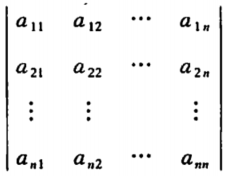 | a₁₁ a₁₂ ⋯ a₁ₙ |
| a₂₁ a₂₂ ⋯ a₂ₙ |
| ⋮ ⋮ ⋮ |
| aₙ₁ aₙ₂ ⋯ aₙₙ |